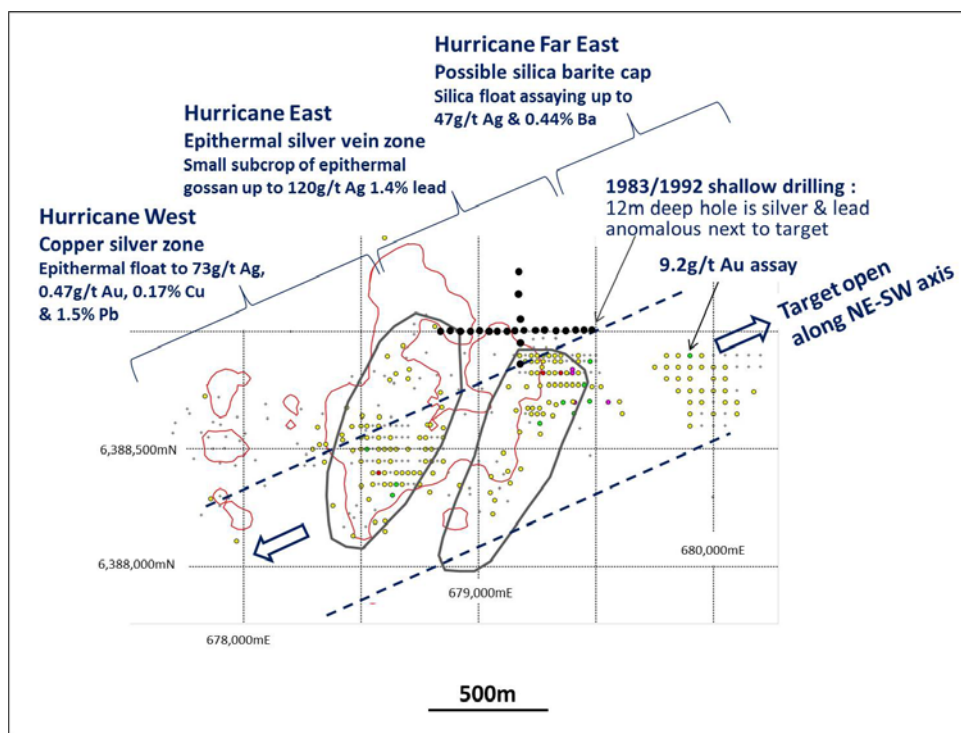 Hurricane Far East
Possible silica barite cap
Silica float assaying up to
47g/t Ag & 0.44% Ba
Hurricane East
Epithermal silver vein zone
Small subcrop of epithermal
gossan up to 120g/t Ag 1.4% lead
Hurricane West
Copper silver zone
Epithermal float to 73g/t Ag,
0.47g/t Au, 0.17% Cu
& 1.5% Pb
1983/1992 shallow drilling :
12m deep hole is silver & lead
anomalous next to target
9.2g/t Au assay
Target open
along NE-SW axis
6,388,500mN
6,388,000mN
678,000mE
679,000mE
680,000mE
500m